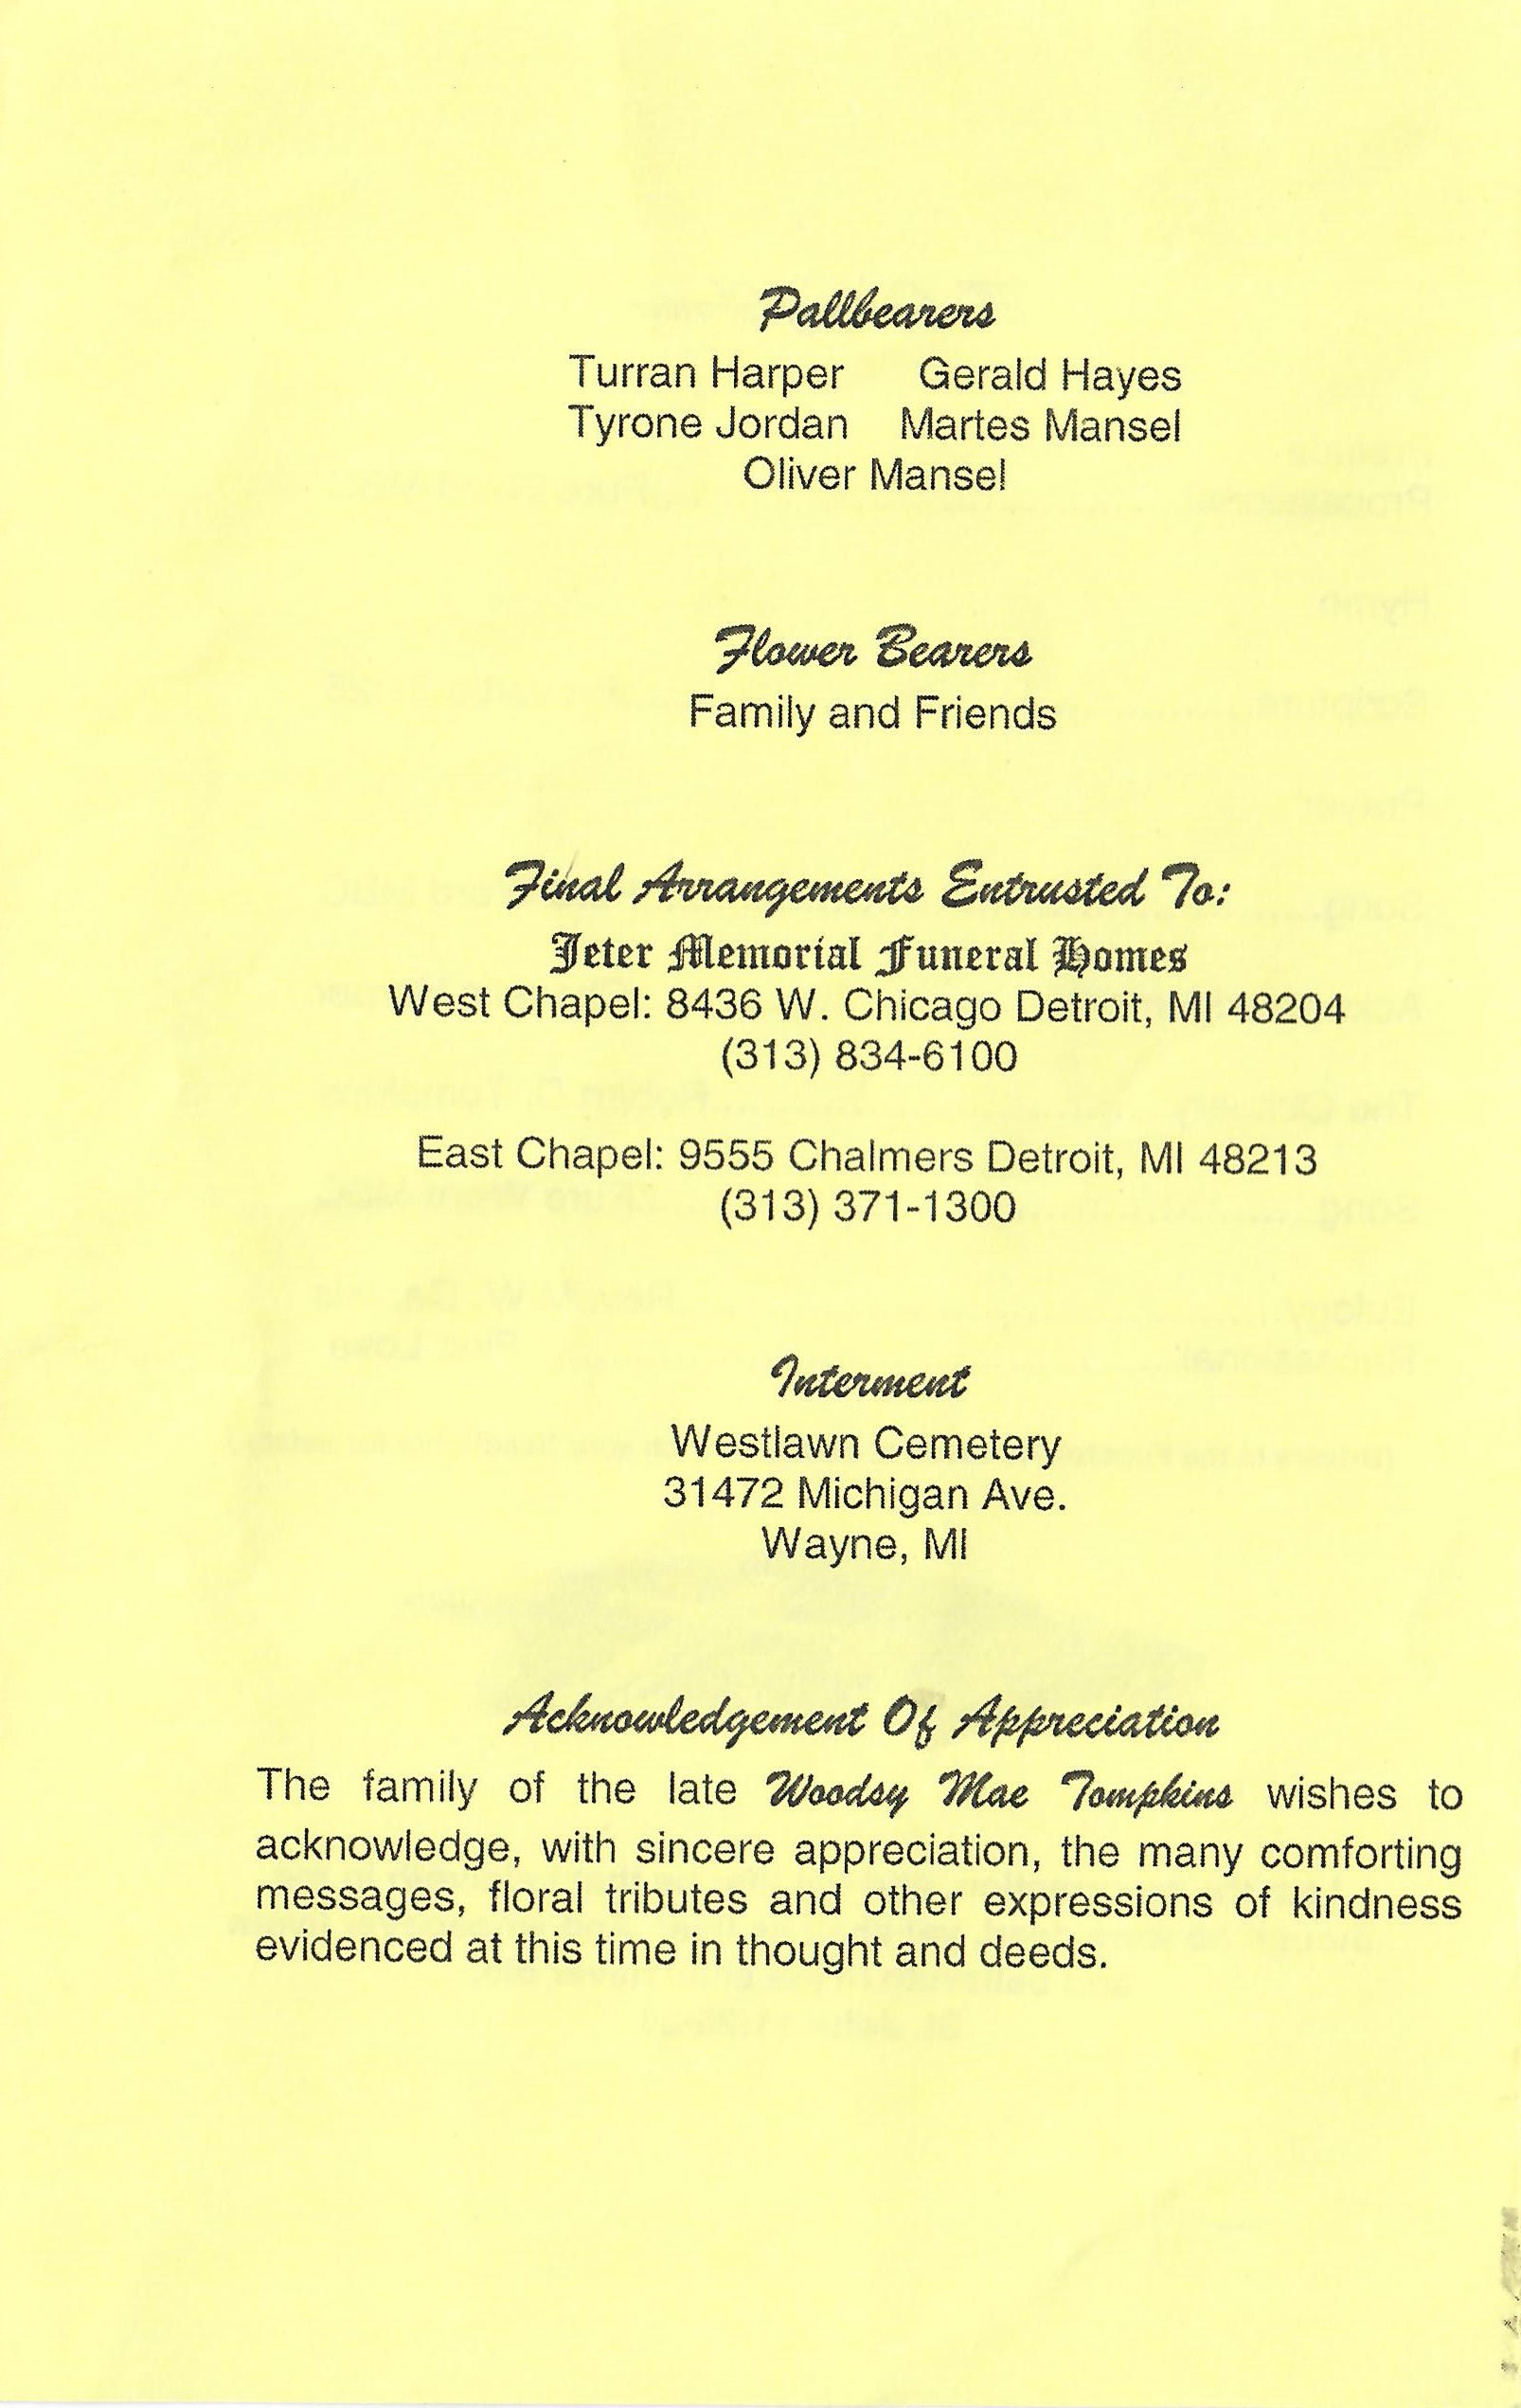 Pallbearers
Turran Harper Gerald Hayes
Tyrone Jordan Martes Mansel
Oliver Mansel
Flower Bearers
Family and Friends
Final Arrangements Entrusted To:
Jeter Memorial Funeral Homes
West Chapel: 8436 W. Chicago Detroit, MI 48204
(313) 834-6100
East Chapel: 9555 Chalmers Detroit, MI 48213
(313) 371-1300
Interment
Westlawn Cemetery
31472 Michigan Ave.
Wayne, MI
Acknowledgement Of Appreciation
The family of the late Woodsy Mae Tompkins wishes to
acknowledge, with sincere appreciation, the many comforting
messages, floral tributes and other expressions of kindness
evidenced at this time in thought and deeds.